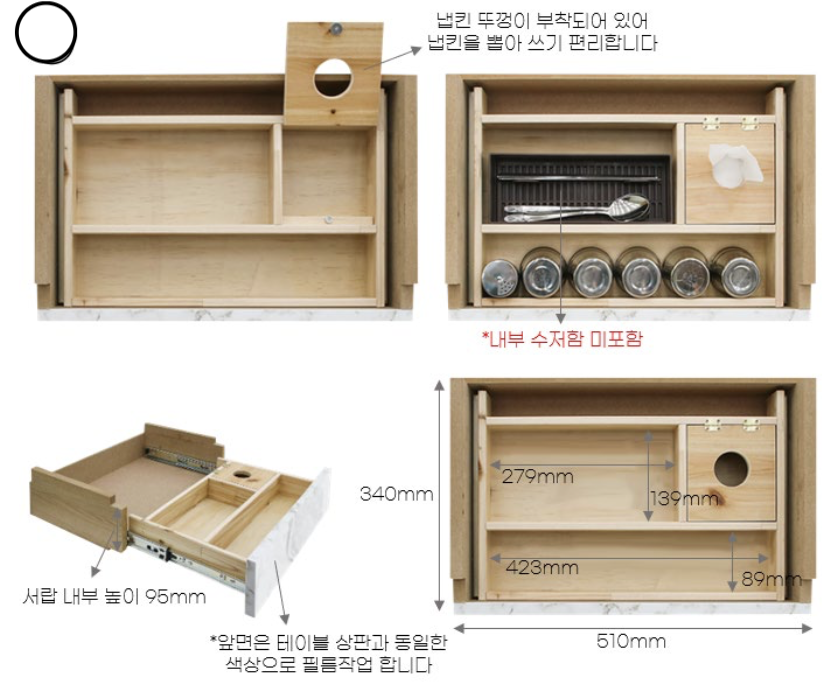 냅킨 뚜껑이 부착되어 있어
냅킨을 뽑아 쓰기 편리합니다
*내부 수저함 미포함
279mm
139mm
340mm
423mm
89mm
510mm
서랍 내부 높이 95mm
*앞면은 테이블 상판과 동일한
색상으로 필름작업 합니다